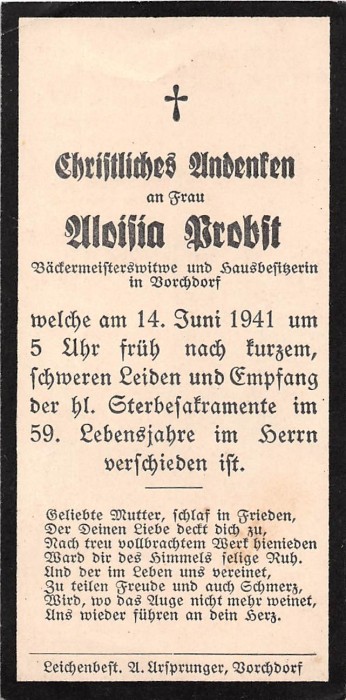 Christliches Andenken
an Frau
Aloisia Probst
Bäckermeisterswitwe und Hausbesitzerin
in Vorchdorf
welche am 14. Juni 1941 um
5 Uhr früh nach kurzem,
schweren Leiden und Empfang
der hl. Sterbesakramente im
59. Lebensjahre im Herrn
verschieden ist.
Geliebte Mutter, schlaf in Frieden,
Der Deinen Liebe deckt dich zu,
Nach treu vollbrachtem Werk hienieden
Ward dir des Himmels selige Ruh.
And der im Leben uns vereinet,
Zu teilen Freude und auch Schmerz,
Wird, wo das Auge nicht mehr weinet,
Uns wieder führen an dein Herz.
Leichenbest. A. Ursprunger, Vorchdorf